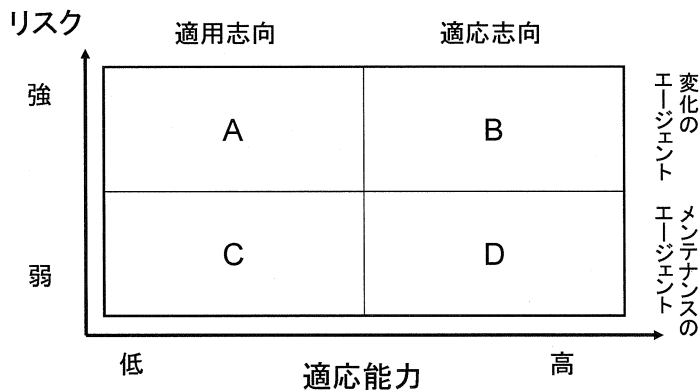 リスク
適用志向
適応志向
強
A
B
変化の
エージェント
弱
C
D
メンテナンスの
エージェント
低
適応能力
高